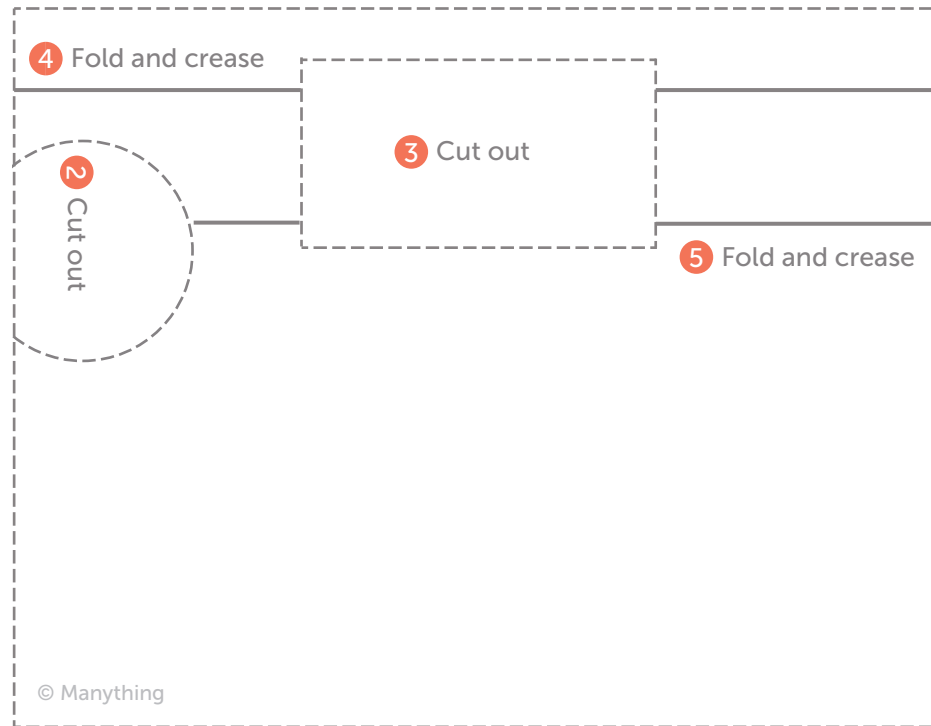 4 Fold and crease
3 Cut out
2 Cut out
5 Fold and crease
© Manything